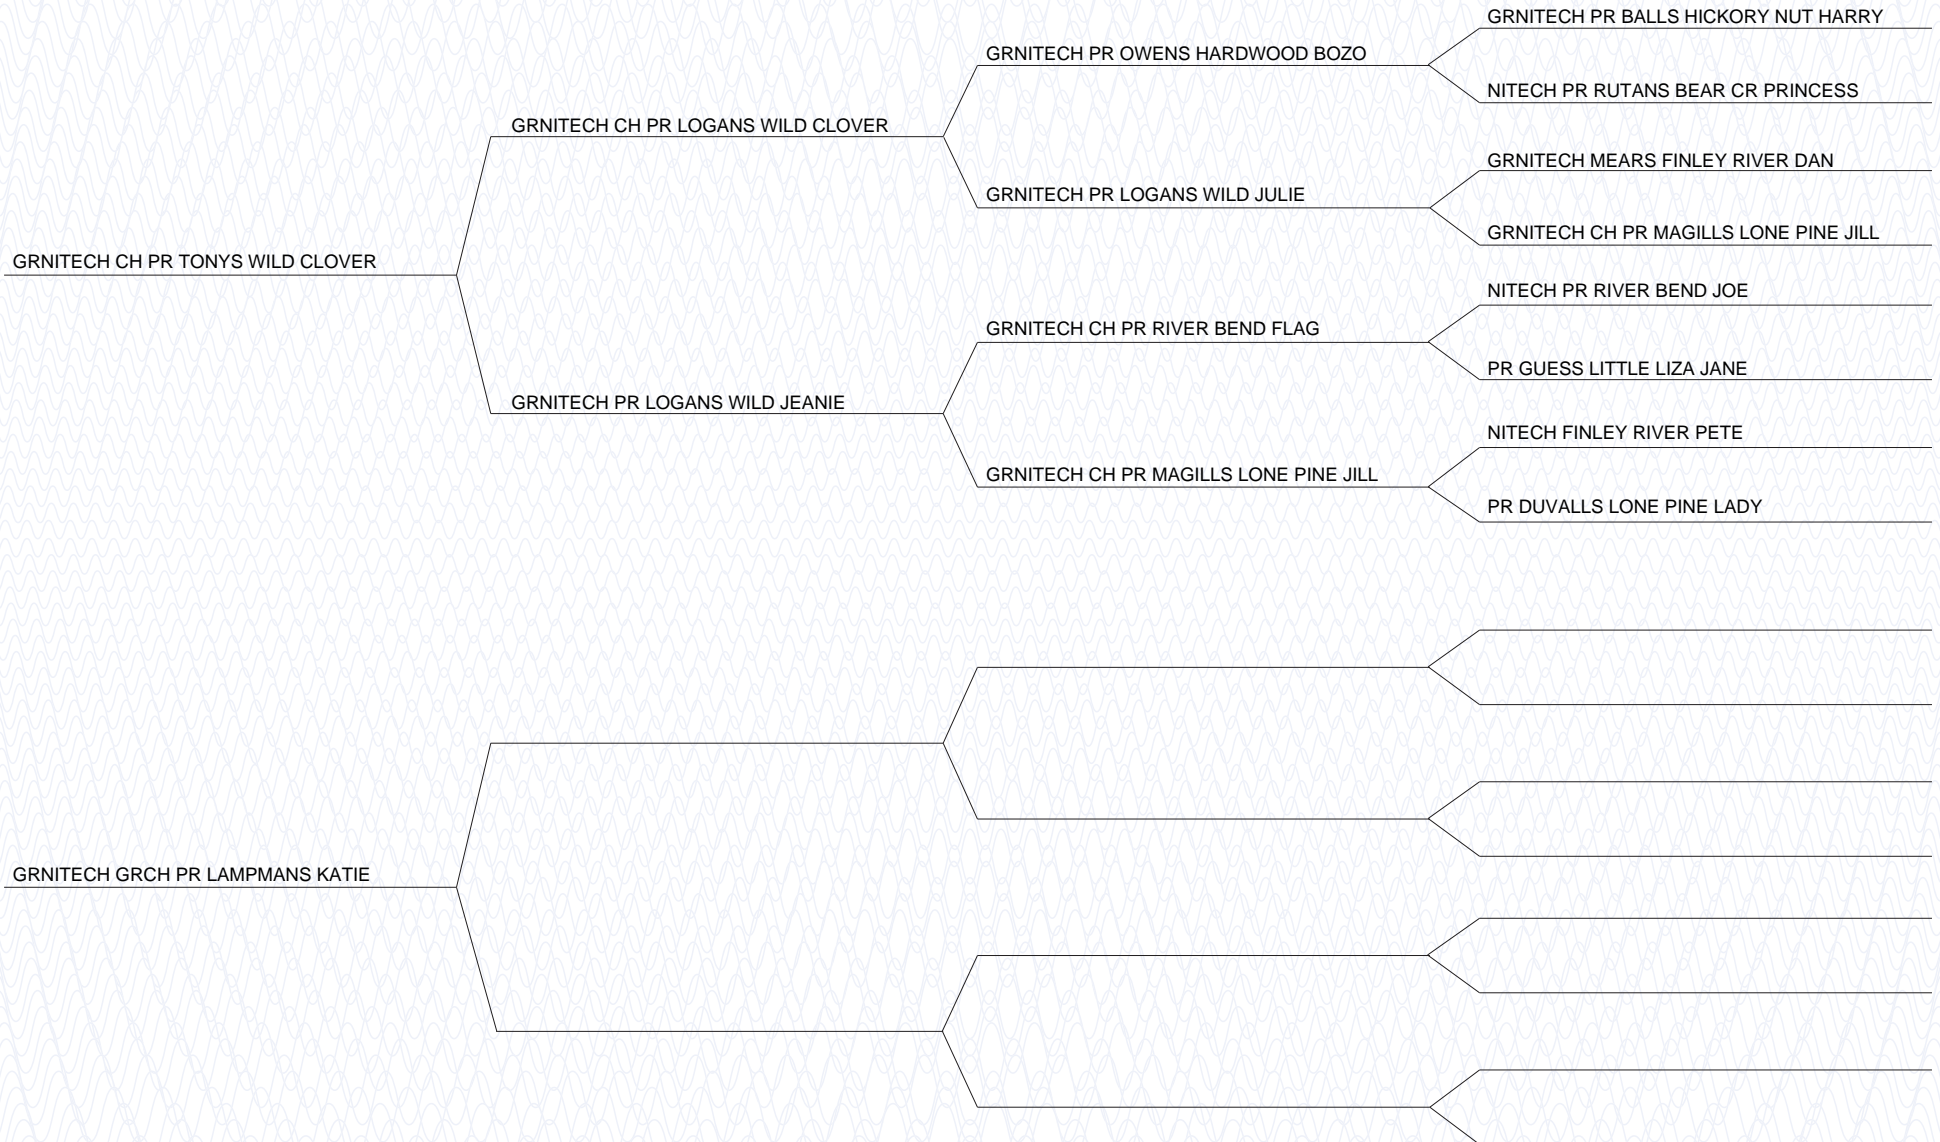 GRNITECH PR BALLS HICKORY NUT HARRY
GRNITECH PR OWENS HARDWOOD BOZO
NITECH PR RUTANS BEAR CR PRINCESS
GRNITECH CH PR LOGANS WILD CLOVER
GRNITECH MEARS FINLEY RIVER DAN
GRNITECH PR LOGANS WILD JULIE
GRNITECH CH PR MAGILLS LONE PINE JILL
GRNITECH CH PR TONYS WILD CLOVER
NITECH PR RIVER BEND JOE
GRNITECH CH PR RIVER BEND FLAG
PR GUESS LITTLE LIZA JANE
GRNITECH PR LOGANS WILD JEANIE
NITECH FINLEY RIVER PETE
GRNITECH CH PR MAGILLS LONE PINE JILL
PR DUVALLS LONE PINE LADY
GRNITECH GRCH PR LAMPMANS KATIE